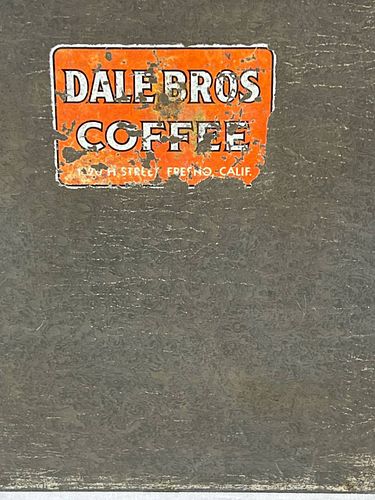 DALE BROS
COFFEE
H. STREET FRESNO, CALIF.